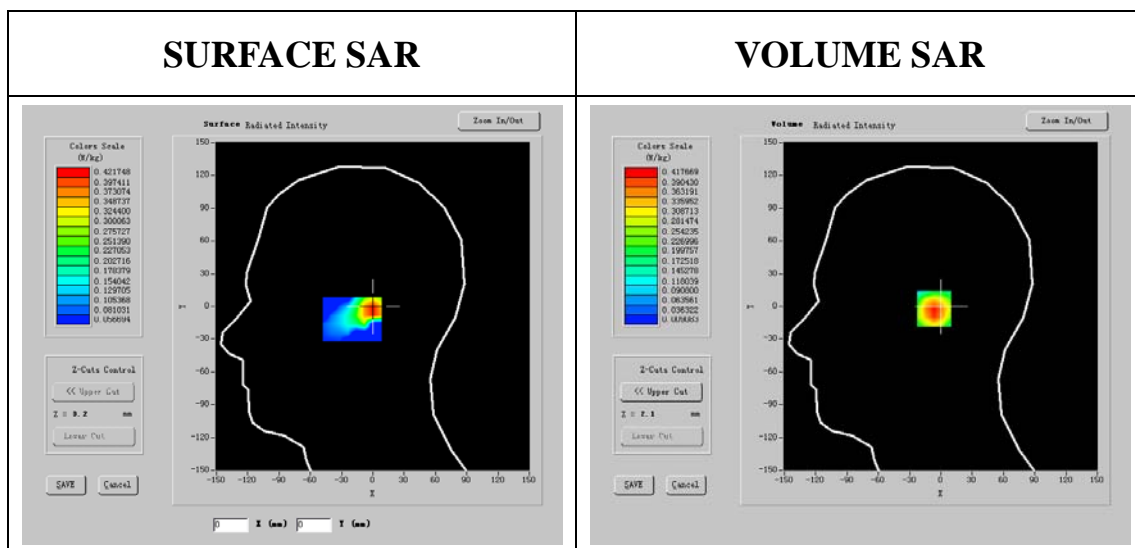 SURFACE SAR
VOLUME SAR
Surface Radiated Intensity
Zoom In/Out
Colors Scale
(W/kg)
0.421748
0.397411
0.373074
0.348737
0.324400
0.300063
0.275727
0.251390
0.227053
0.202716
0.178379
0.154042
0.129705
0.105368
0.081031
0.056694
150
120
90
60
30
0
-30
-60
-90
-120
-150
Y
-150 -120 -90 -60 -30 0 30 60 90 120 150
X
Z-Cuts Control
<< Upper Cut
Lower Cut
SAVE
Cancel
0 X (mm) 0 Y (mm)
Volume Radiated Intensity
Zoom In/Out
Colors Scale
(W/kg)
0.417669
0.390430
0.363191
0.335952
0.308713
0.281474
0.254235
0.226996
0.199757
0.172518
0.145278
0.118039
0.090800
0.063561
0.036322
0.009083
150
120
90
60
30
0
-30
-60
-90
-120
-150
Y
-150 -120 -90 -60 -30 0 30 60 90 120 150
X
Z-Cuts Control
<< Upper Cut
Lower Cut
SAVE
Cancel